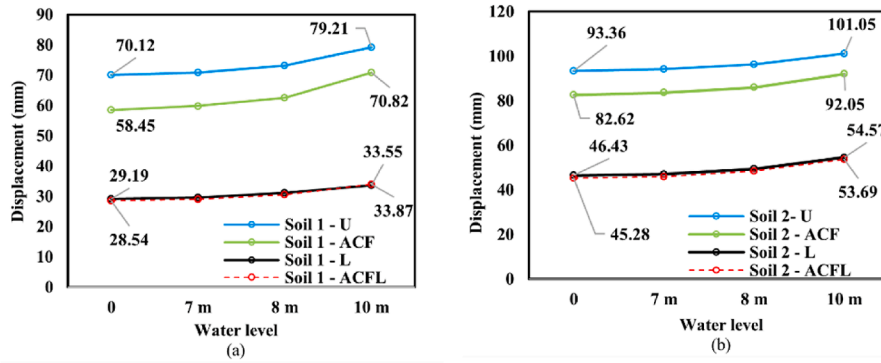 90
80
70
60
50
40
30
20
10
0
Displacement (mm)
70.12
79.21
58.45
70.82
29.19
33.55
28.54
33.87
Soil 1 - U
Soil 1 - ACF
Soil 1 - L
Soil 1 - ACFL
0 7 m 8 m 10 m
Water level
(a)
120
100
80
60
40
20
0
Displacement (mm)
93.36
101.05
82.62
92.05
46.43
54.57
45.28
53.69
Soil 2- U
Soil 2 - ACF
Soil 2 - L
Soil 2 - ACFL
0 7 m 8 m 10 m
Water level
(b)